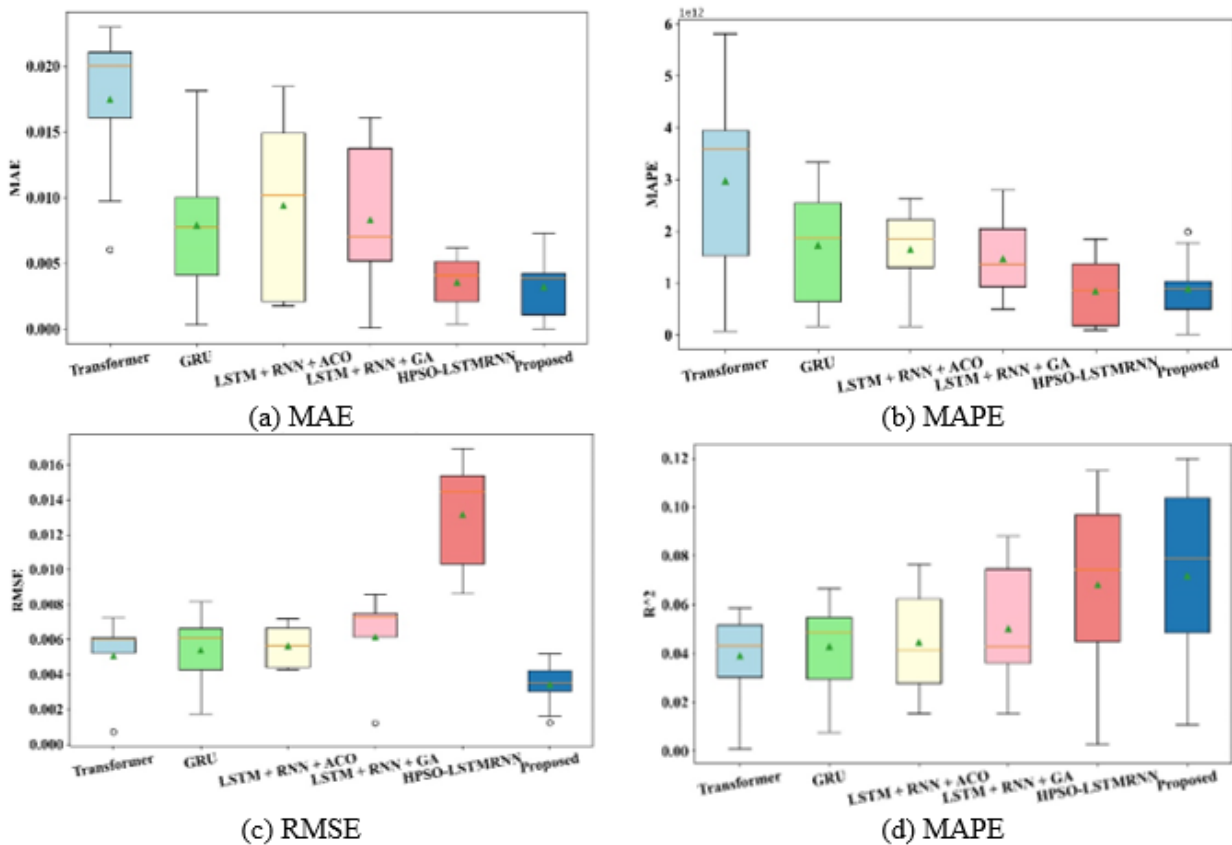 MAE
0.020
0.015
0.010
0.005
0.000
Transformer
GRU
LSTM + RNN + ACO
LSTM + RNN + GA
HPSO-LSTMRNN
Proposed
(a) MAE
1e12
MAPE
6
5
4
3
2
1
0
Transformer
GRU
LSTM + RNN + ACO
LSTM + RNN + GA
HPSO-LSTMRNN
Proposed
(b) MAPE
RMSE
0.016
0.014
0.012
0.010
0.008
0.006
0.004
0.002
0.000
Transformer
GRU
LSTM + RNN + ACO
LSTM + RNN + GA
HPSO-LSTMRNN
Proposed
(c) RMSE
R^2
0.12
0.10
0.08
0.06
0.04
0.02
0.00
Transformer
GRU
LSTM + RNN + ACO
LSTM + RNN + GA
HPSO-LSTMRNN
Proposed
(d) MAPE